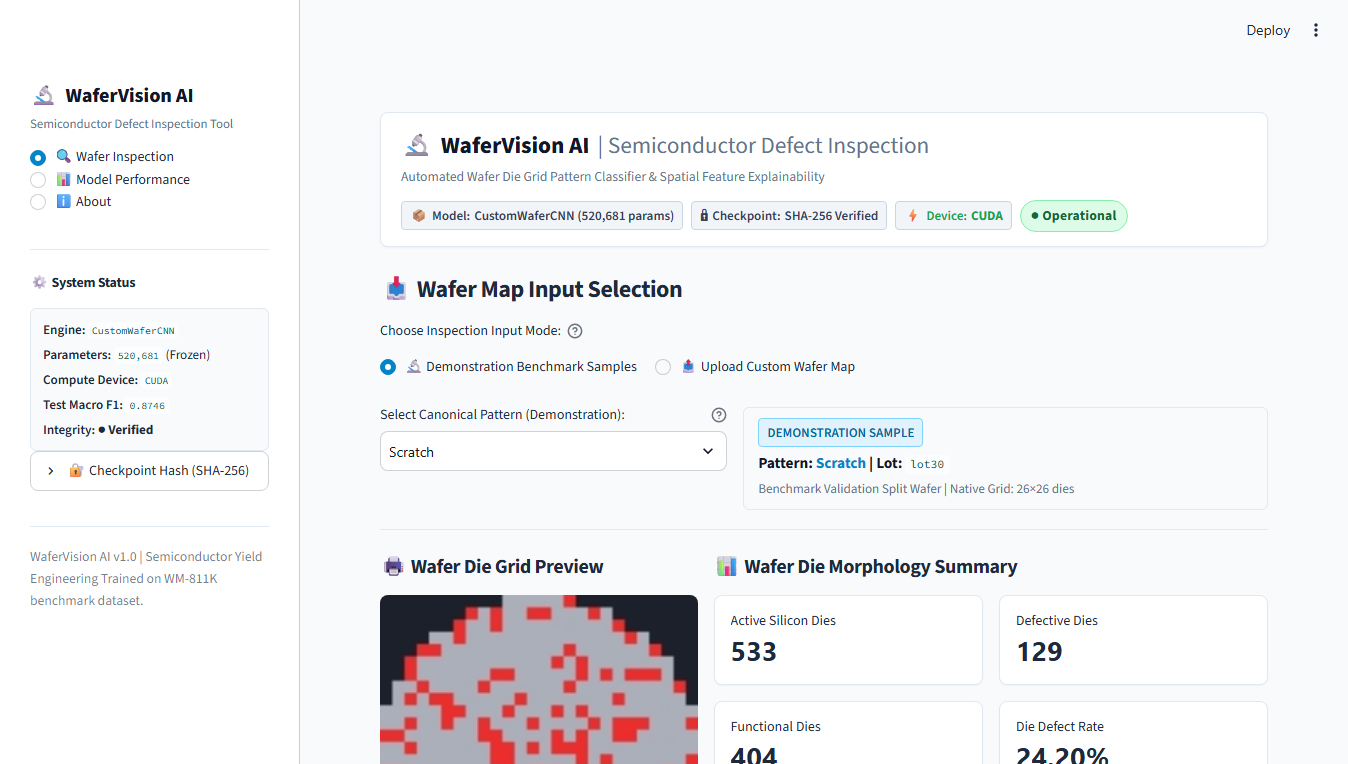 Deploy
WaferVision AI
Semiconductor Defect Inspection Tool
Wafer Inspection
Model Performance
About
System Status
Engine: CustomWaferCNN
Parameters: 520,681 (Frozen)
Compute Device: CUDA
Test Macro F1: 0.8746
Integrity: ● Verified
Checkpoint Hash (SHA-256)
WaferVision AI v1.0 | Semiconductor Yield
Engineering Trained on WM-811K
benchmark dataset.
WaferVision AI | Semiconductor Defect Inspection
Automated Wafer Die Grid Pattern Classifier & Spatial Feature Explainability
Model: CustomWaferCNN (520,681 params) Checkpoint: SHA-256 Verified Device: CUDA ● Operational
Wafer Map Input Selection
Choose Inspection Input Mode:
Demonstration Benchmark Samples Upload Custom Wafer Map
Select Canonical Pattern (Demonstration):
Scratch
DEMONSTRATION SAMPLE
Pattern: Scratch | Lot: lot30
Benchmark Validation Split Wafer | Native Grid: 26×26 dies
Wafer Die Grid Preview
Wafer Die Morphology Summary
Active Silicon Dies
533
Defective Dies
129
Functional Dies
404
Die Defect Rate
24.20%